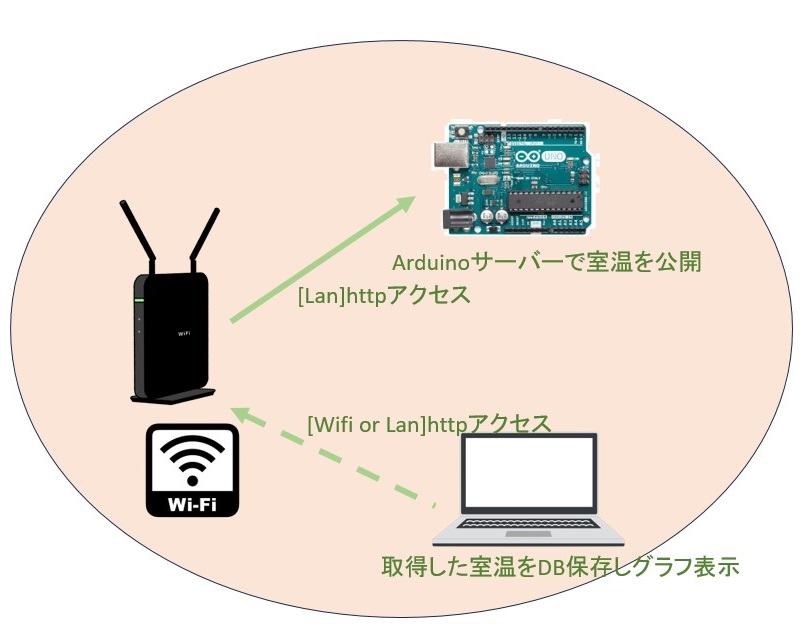 UNO
ARDUINO
Arduinoサーバーで室温を公開
[Lan]httpアクセス
WiFi
[Wifi or Lan]httpアクセス
Wi-Fi
取得した室温をDB保存しグラフ表示